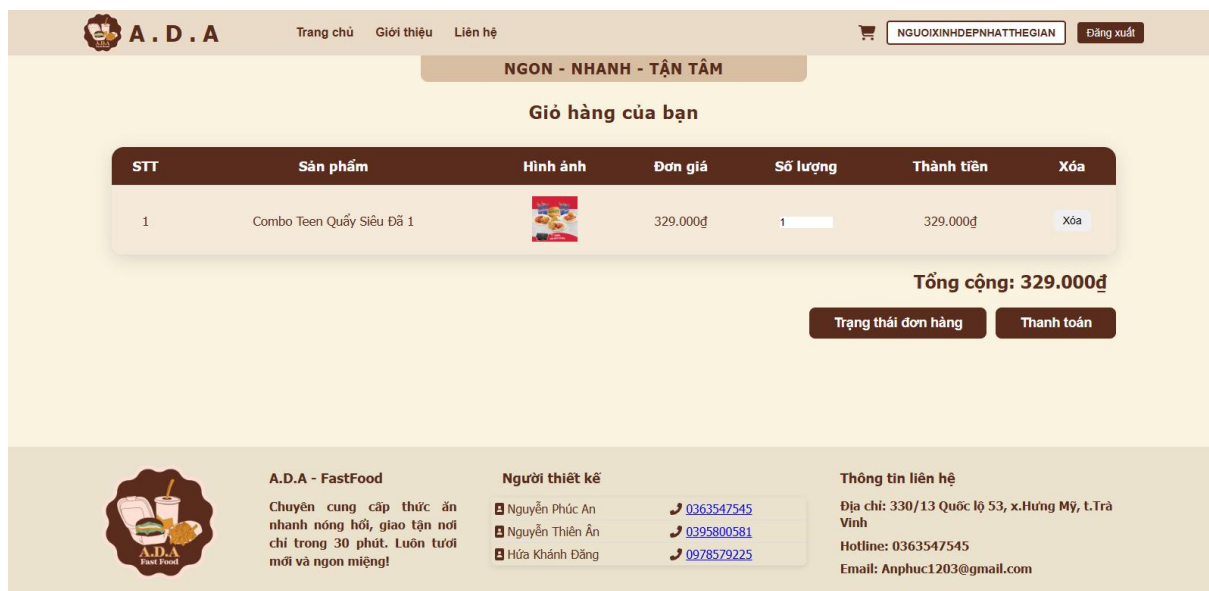 A.D.A
Trang chủ Giới thiệu Liên hệ
NGUOIXINHDEPNHATTHEGIAN
Đăng xuất
NGON - NHANH - TẬN TÂM
Giỏ hàng của bạn
STT Sản phẩm Hình ảnh Đơn giá Số lượng Thành tiền Xóa
1 Combo Teen Quẩy Siêu Đã 1 329.000₫ 1 329.000₫ Xóa
Tổng cộng: 329.000₫
Trạng thái đơn hàng Thanh toán
A.D.A
Fast Food
A.D.A - FastFood
Chuyên cung cấp thức ăn
nhanh nóng hổi, giao tận nơi
chỉ trong 30 phút. Luôn tươi
mới và ngon miệng!
Người thiết kế
Nguyễn Phúc An 0363547545
Nguyễn Thiên Ân 0395800581
Hứa Khánh Đăng 0978579225
Thông tin liên hệ
Địa chỉ: 330/13 Quốc lộ 53, x.Hưng Mỹ, t.Trà
Vinh
Hotline: 0363547545
Email: Anphuc1203@gmail.com